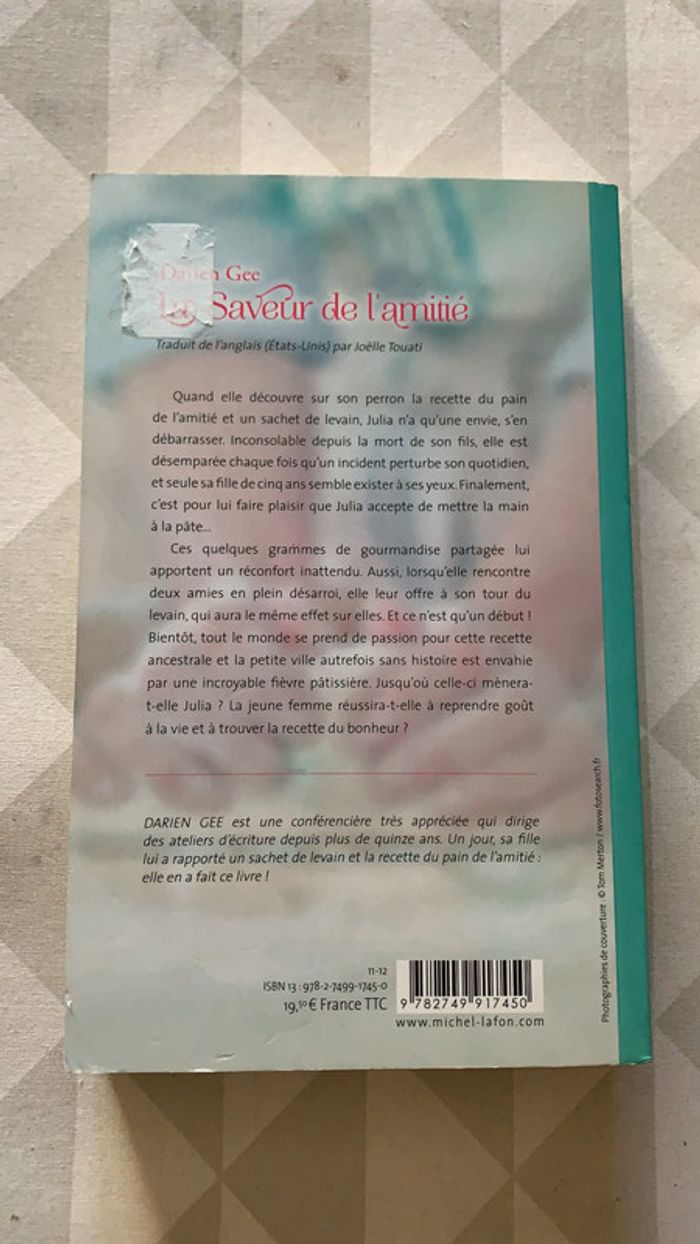 Darien Gee
La Saveur de l'amitié
Traduit de l'anglais (États-Unis) par Joëlle Touati
Quand elle découvre sur son perron la recette du pain
de l'amitié et un sachet de levain, Julia n'a qu'une envie, s'en
débarrasser. Inconsolable depuis la mort de son fils, elle est
désemparée chaque fois qu'un incident perturbe son quotidien,
et seule sa fille de cinq ans semble exister à ses yeux. Finalement,
c'est pour lui faire plaisir que Julia accepte de mettre la main
à la pâte...
Ces quelques grammes de gourmandise partagée lui
apportent un réconfort inattendu. Aussi, lorsqu'elle rencontre
deux amies en plein désarroi, elle leur offre à son tour du
levain, qui aura le même effet sur elles. Et ce n'est qu'un début !
Bientôt, tout le monde se prend de passion pour cette recette
ancestrale et la petite ville autrefois sans histoire est envahie
par une incroyable fièvre pâtissière. Jusqu'où celle-ci mènera-
t-elle Julia ? La jeune femme réussira-t-elle à reprendre goût
à la vie et à trouver la recette du bonheur ?
DARIEN GEE est une conférencière très appréciée qui dirige
des ateliers d'écriture depuis plus de quinze ans. Un jour, sa fille
lui a rapporté un sachet de levain et la recette du pain de l'amitié :
elle en a fait ce livre !
11-12
ISBN 13 : 978-2-7499-1745-0
19,50 € France TTC
9 782749 917450
www.michel-lafon.com
Photographies de couverture : © Tom Merton / www.fotosearch.fr